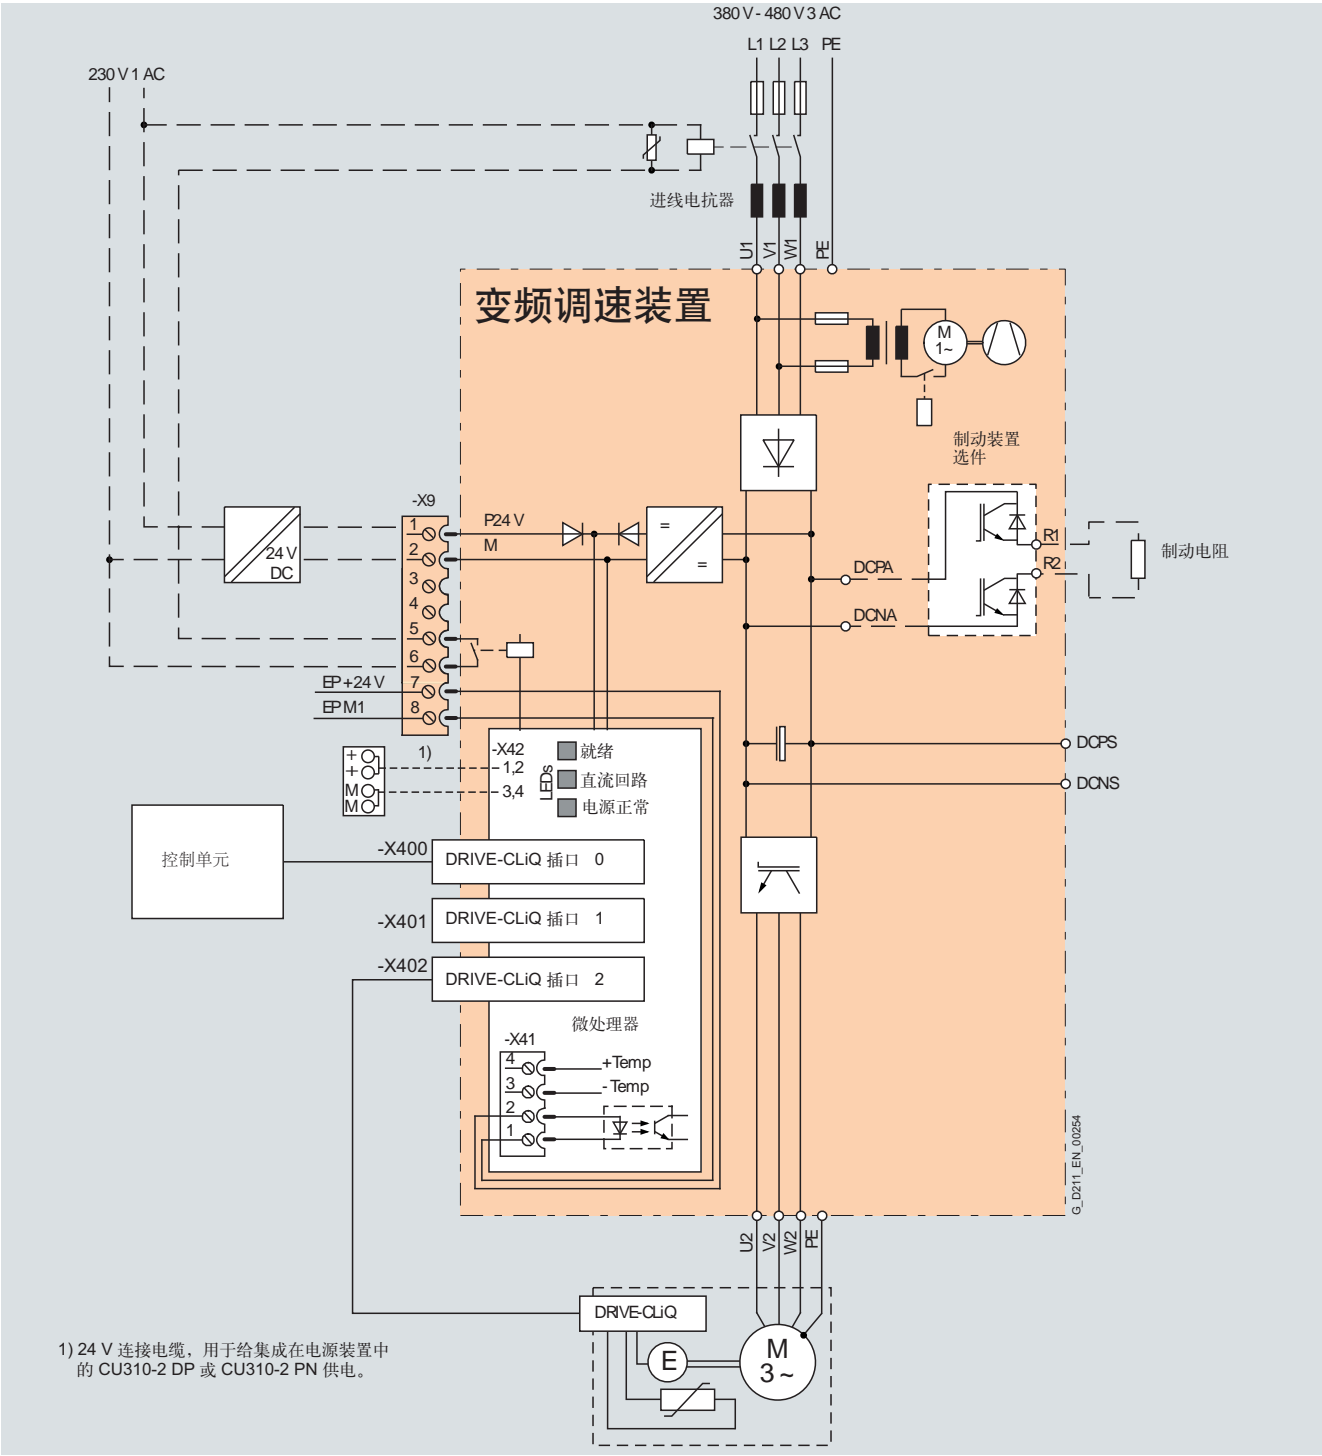 380 V - 480 V 3 AC
L1 L2 L3 PE
230 V 1 AC
进线电抗器
U1 V1 W1 PE
变频调速装置
M
1~
制动装置
选件
-X9
1
P24 V
2
M
24 V
DC
=
=
3
4
5
6
EP +24 V
7
EP M1
8
DCPA
DCNA
R1
R2
制动电阻
DCPS
DCNS
+
+
M
M
1)
-X42
1,2
3,4
LEDs
就绪
直流回路
电源正常
控制单元
-X400
DRIVE-CLiQ 插口 0
-X401
DRIVE-CLiQ 插口 1
-X402
DRIVE-CLiQ 插口 2
微处理器
-X41
4
+Temp
3
- Temp
2
1
G_D211_EN_00254
U2 V2 W2 PE
DRIVE-CLiQ
E
M
3 ~
1) 24 V 连接电缆，用于给集成在电源装置中
的 CU310-2 DP 或 CU310-2 PN 供电。